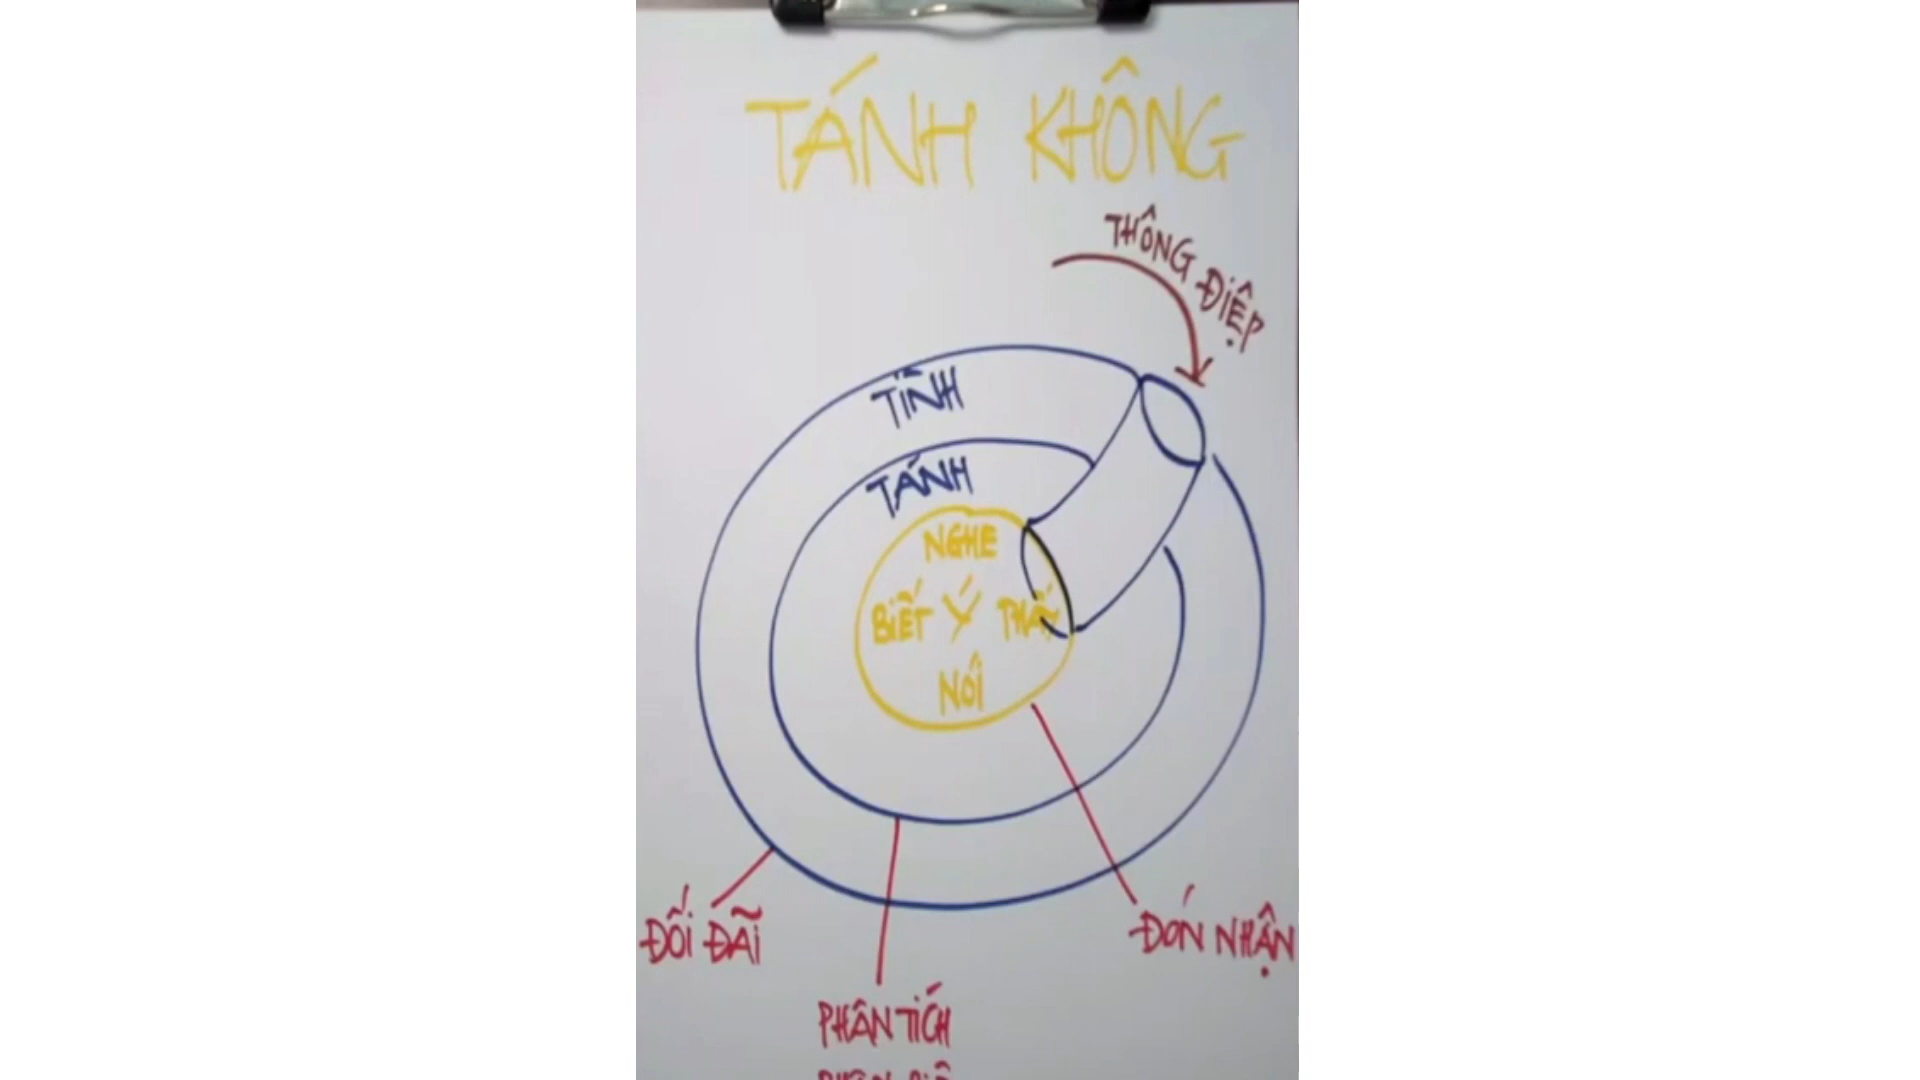 TÁNH KHÔNG
THÔNG ĐIỆP
TÌNH
TÁNH
NGHE
BIẾT Ý THẤY
NÓI
ĐỐI ĐÃI
ĐÓN NHẬN
PHÂN TÍCH